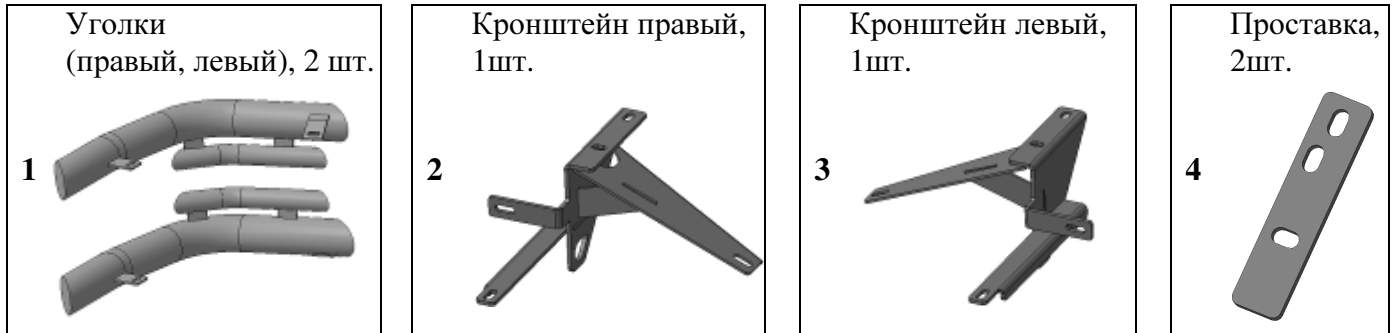 Уголки
(правый, левый), 2 шт.
1
Кронштейн правый,
1шт.
2
Кронштейн левый,
1шт.
3
Проставка,
2шт.
4